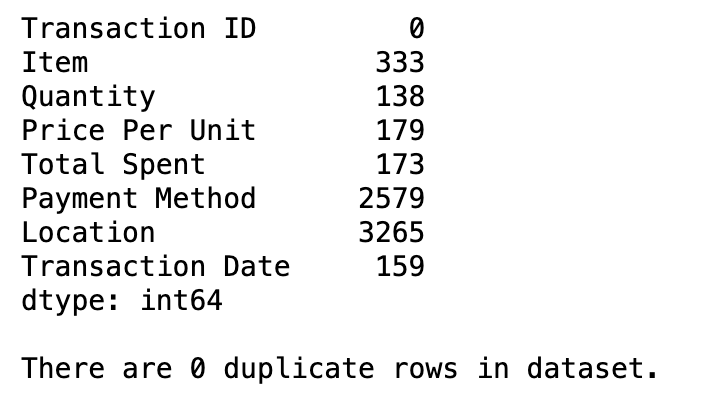 Transaction ID         0
Item                 333
Quantity             138
Price Per Unit       179
Total Spent          173
Payment Method      2579
Location            3265
Transaction Date     159
dtype: int64

There are 0 duplicate rows in dataset.